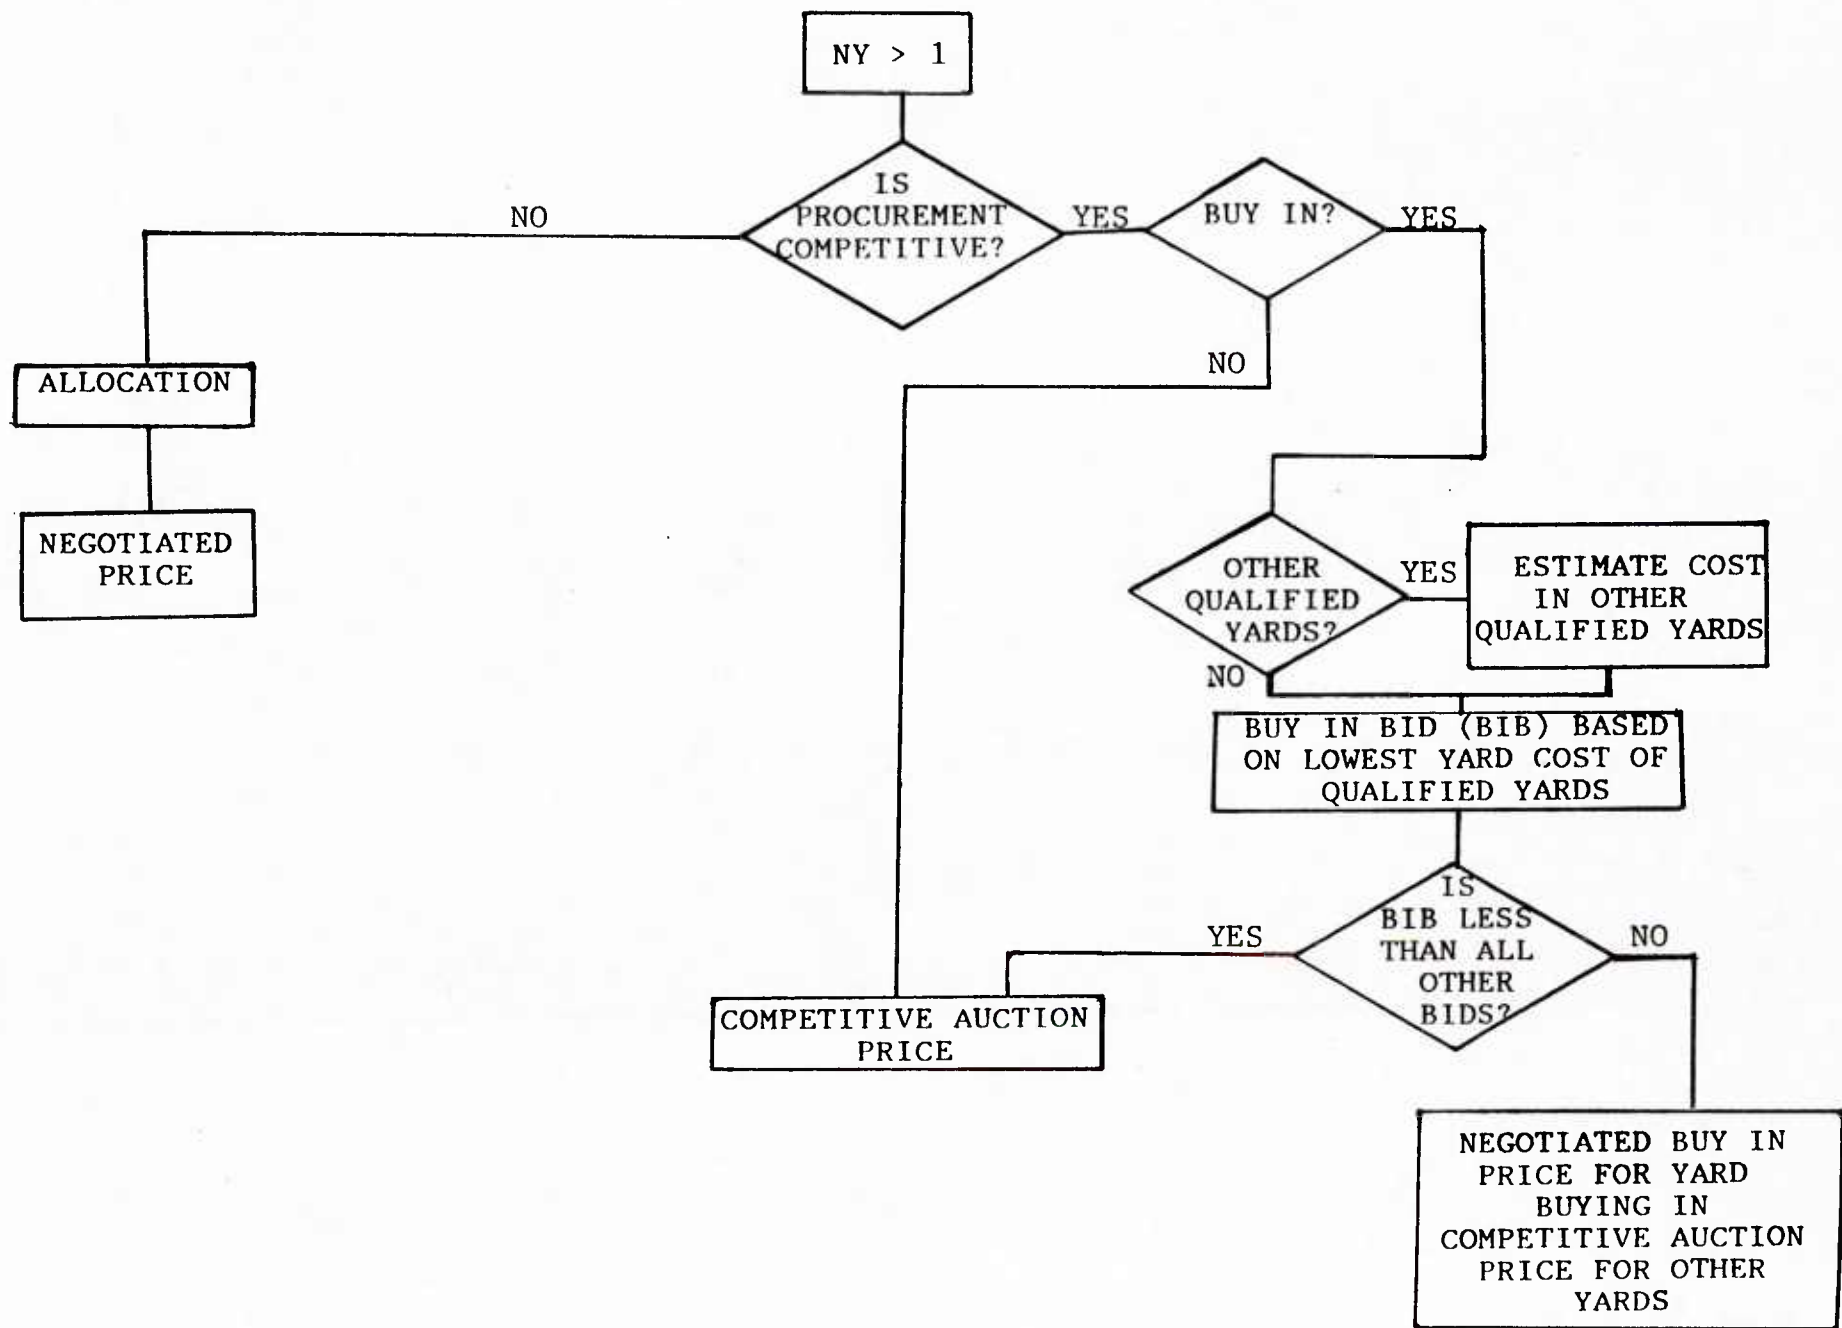 NY > 1
IS
PROCUREMENT
COMPETITIVE?
NO
YES
BUY IN?
YES
NO
ALLOCATION
NEGOTIATED
PRICE
OTHER
QUALIFIED
YARDS?
YES
NO
ESTIMATE COST
IN OTHER
QUALIFIED YARDS
BUY IN BID (BIB) BASED
ON LOWEST YARD COST OF
QUALIFIED YARDS
IS
BIB LESS
THAN ALL
OTHER
BIDS?
YES
NO
COMPETITIVE AUCTION
PRICE
NEGOTIATED BUY IN
PRICE FOR YARD
BUYING IN
COMPETITIVE AUCTION
PRICE FOR OTHER
YARDS